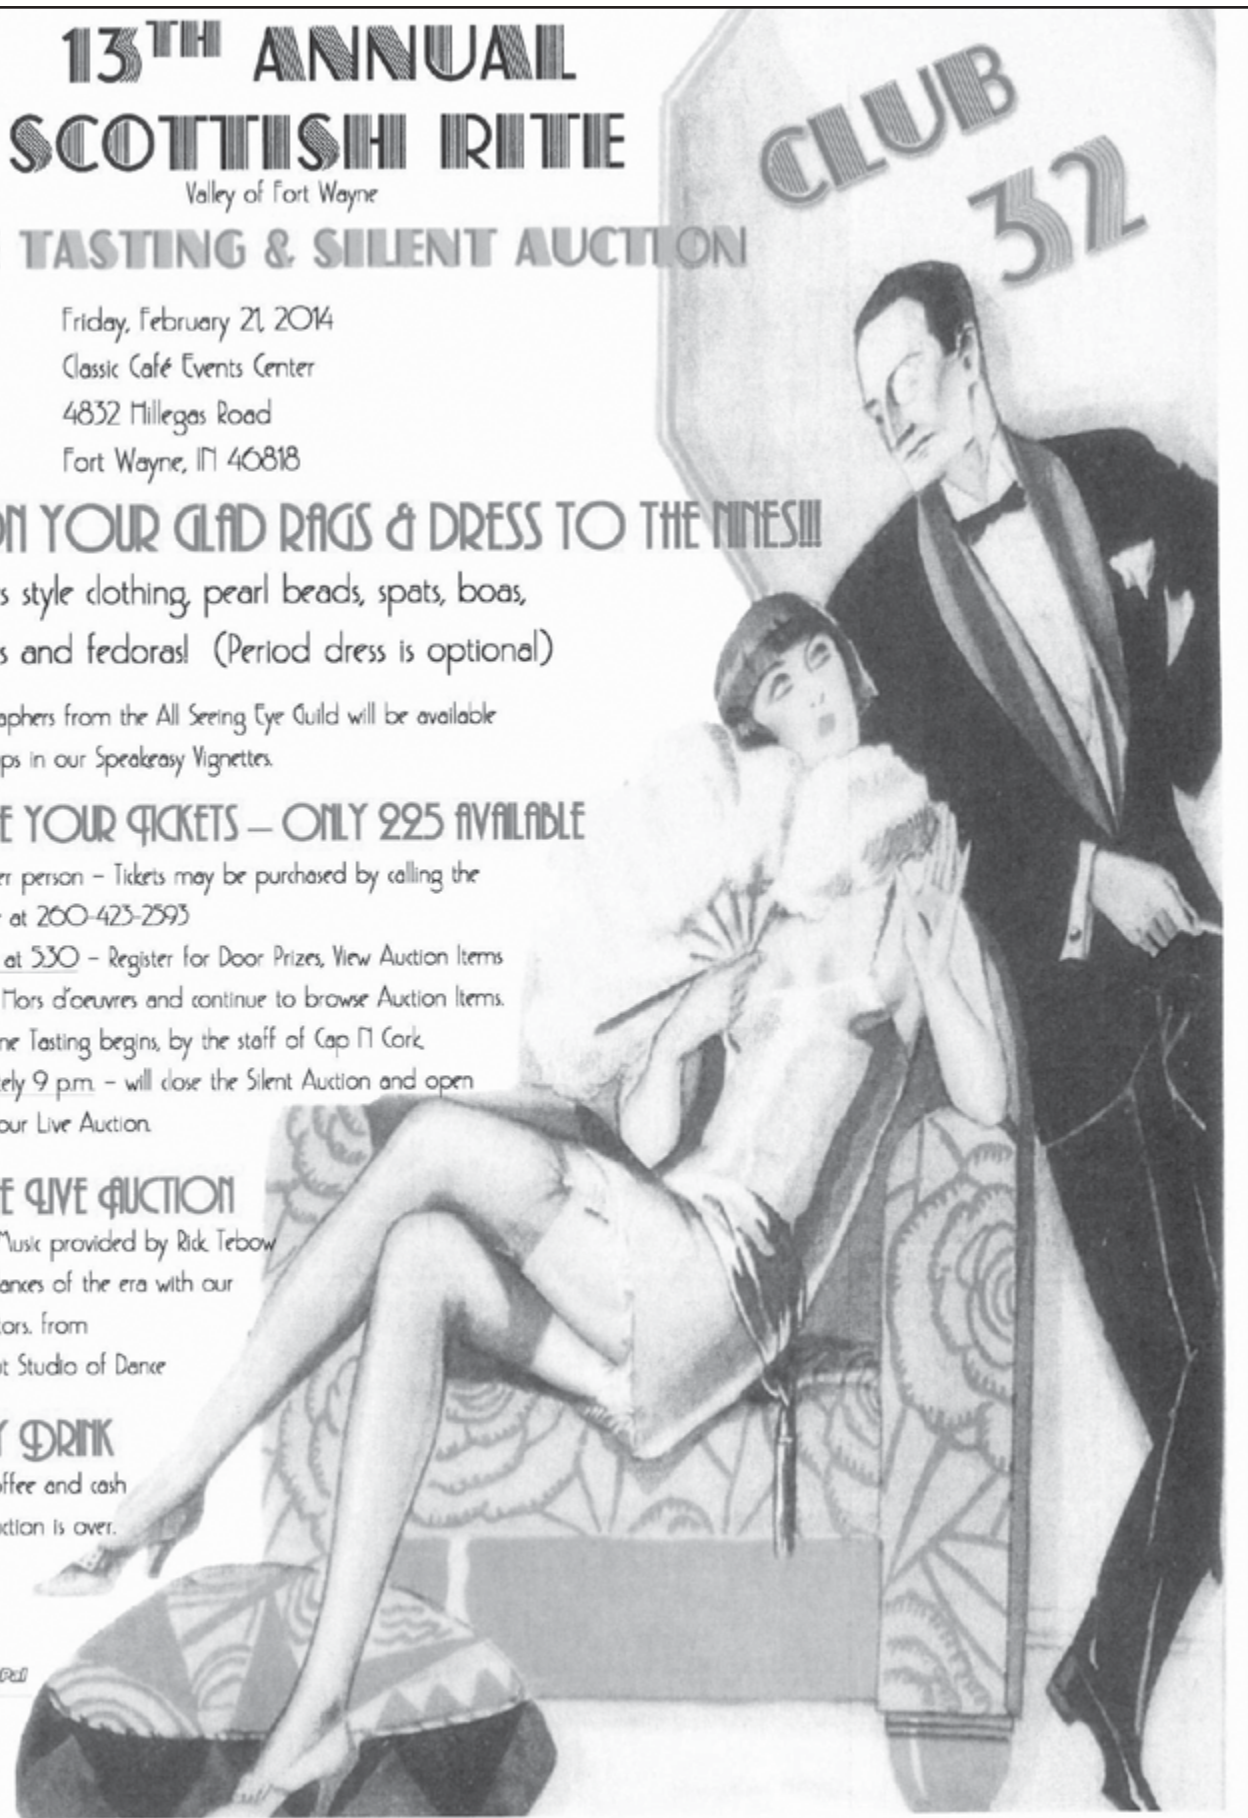 13TH ANNUAL
SCOTTISH RITE
Valley of Fort Wayne
TASTING & SILENT AUCTION
CLUB
32
Friday, February 21, 2014
Classic Café Events Center
4832 Hillegas Road
Fort Wayne, IN 46818
ON YOUR GLAD RAGS & DRESS TO THE NINES!!!
s style clothing, pearl beads, spats, boas,
s and fedoras! (Period dress is optional)
aphers from the All Seeing Eye Guild will be available
ps in our Speakeasy Vignettes.
E YOUR TICKETS – ONLY 225 AVAILABLE
er person – Tickets may be purchased by calling the
at 260-423-2593
at 5:30 – Register for Door Prizes, View Auction Items
Hors d'oeuvres and continue to browse Auction Items.
ne Tasting begins, by the staff of Cap N Cork
ely 9 p.m. – will close the Silent Auction and open
our Live Auction.
E LIVE AUCTION
Music provided by Rick Tebow
ances of the era with our
tors. from
t Studio of Dance
Y DRINK
offee and cash
ction is over.
Pal